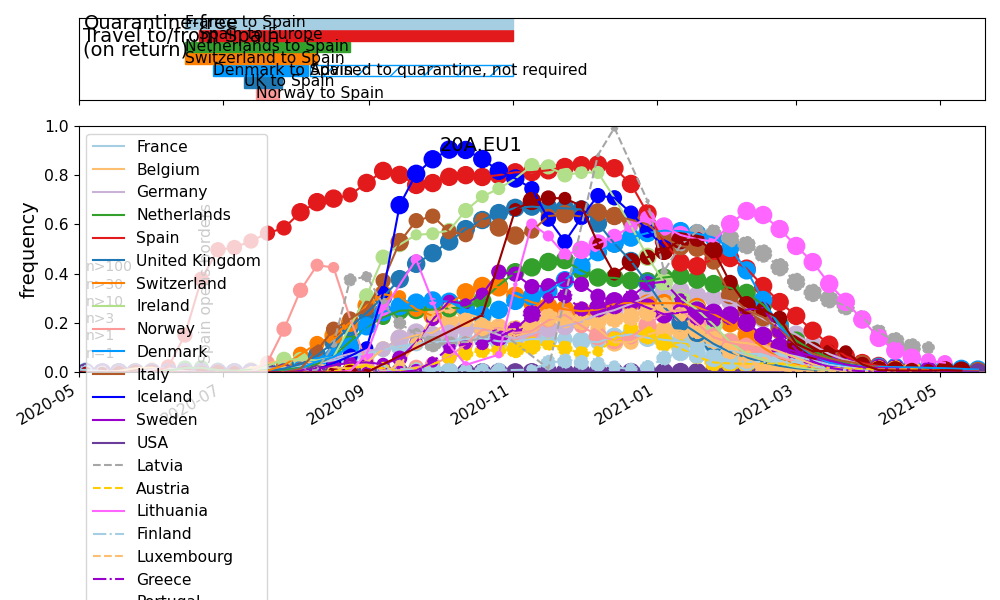 Quarantine-free
Travel to/from Spain
(on return)
France to Spain
Spain to Europe
Netherlands to Spain
Switzerland to Spain
Denmark to Spain
Advised to quarantine, not required
UK to Spain
Norway to Spain
20A.EU1
frequency
1.0
0.8
0.6
0.4
0.2
0.0
France
Belgium
Germany
Netherlands
Spain
United Kingdom
Switzerland
Ireland
Norway
Denmark
Italy
Iceland
Sweden
USA
Latvia
Austria
Lithuania
Finland
Luxembourg
Greece
Portugal
n>100
n>30
n>10
n>3
n>1
Spain opens borders
2020-05
2020-07
2020-09
2020-11
2021-01
2021-03
2021-05